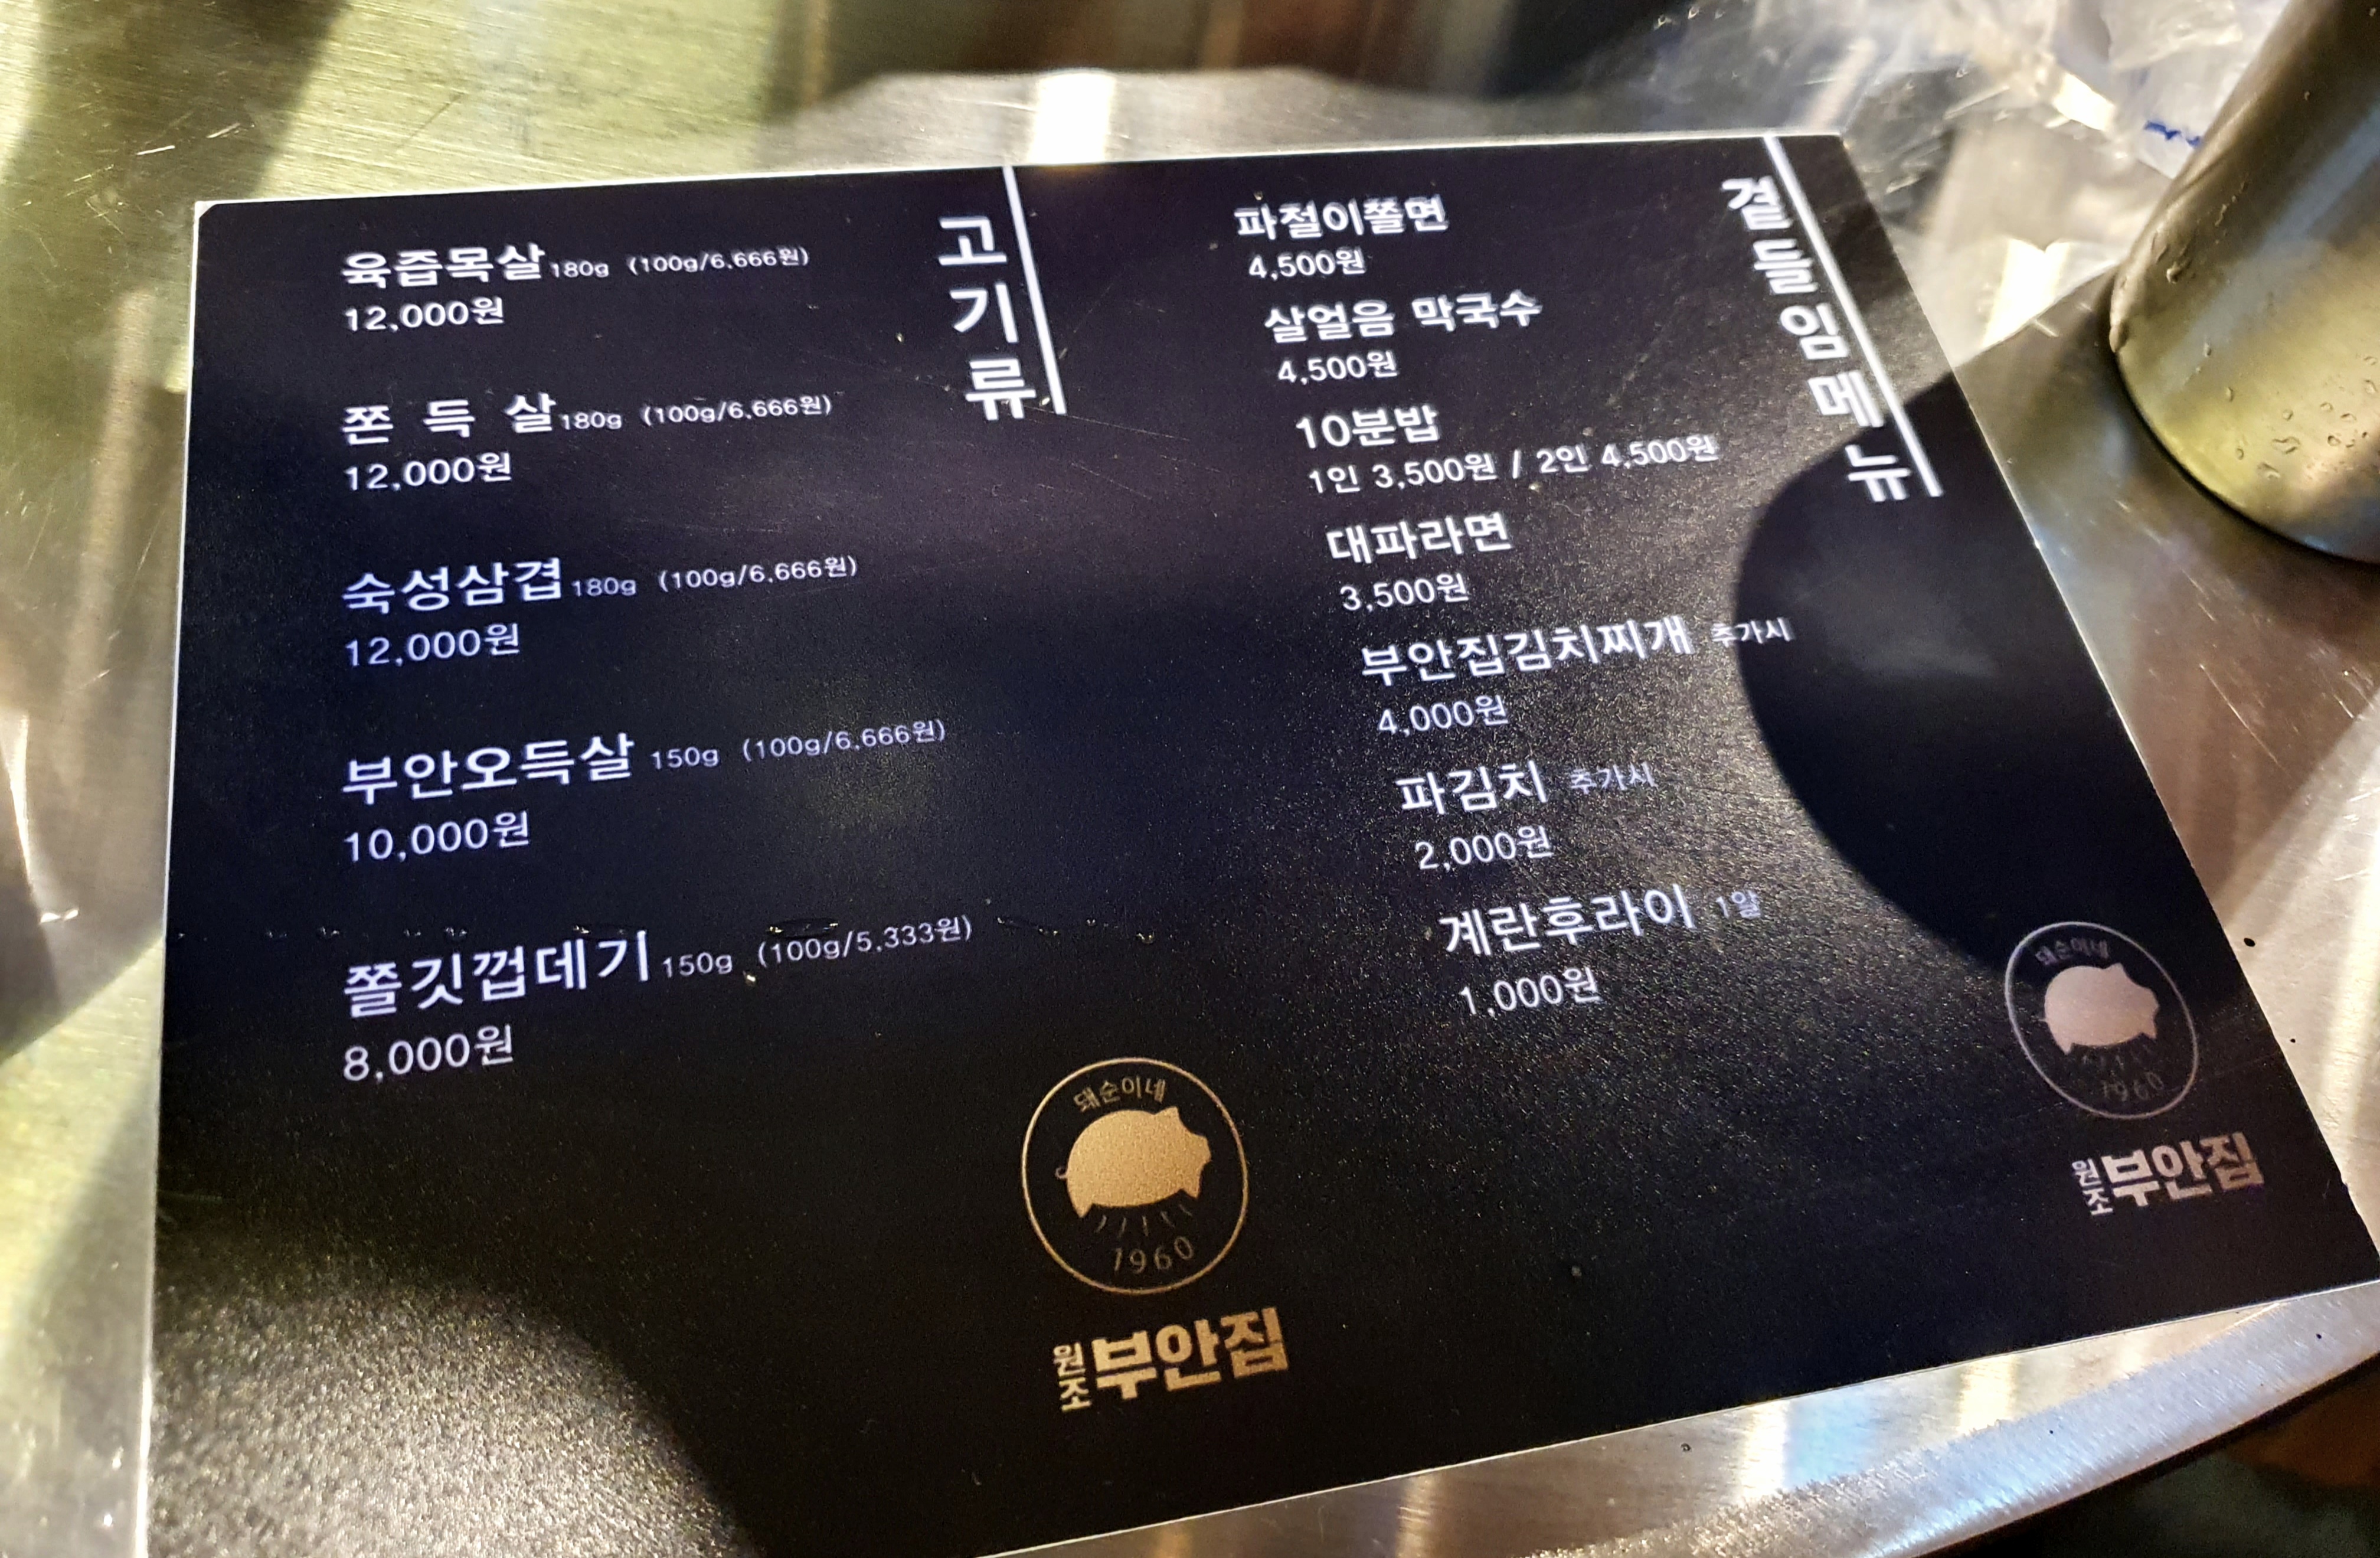 고기류
육즙목살 180g (100g/6,666원)
12,000원
쫀 득 살 180g (100g/6,666원)
12,000원
숙성삼겹 180g (100g/6,666원)
12,000원
부안오득살 150g (100g/6,666원)
10,000원
쫄깃껍데기 150g (100g/5,333원)
8,000원
돼순이네
1960
원조 부안집
곁들임메뉴
파절이쫄면
4,500원
살얼음 막국수
4,500원
10분밥
1인 3,500원 / 2인 4,500원
대파라면
3,500원
부안집김치찌개 추가시
4,000원
파김치 추가시
2,000원
계란후라이 1알
1,000원
돼순이네
1960
원조 부안집